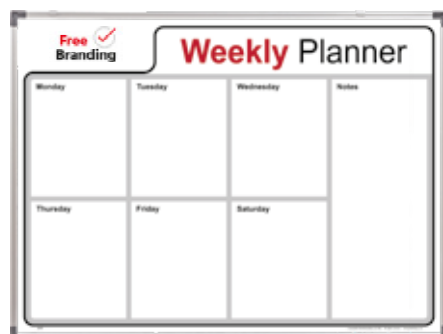 Free
Branding
Weekly Planner
Monday Tuesday Wednesday Notes
Thursday Friday Saturday